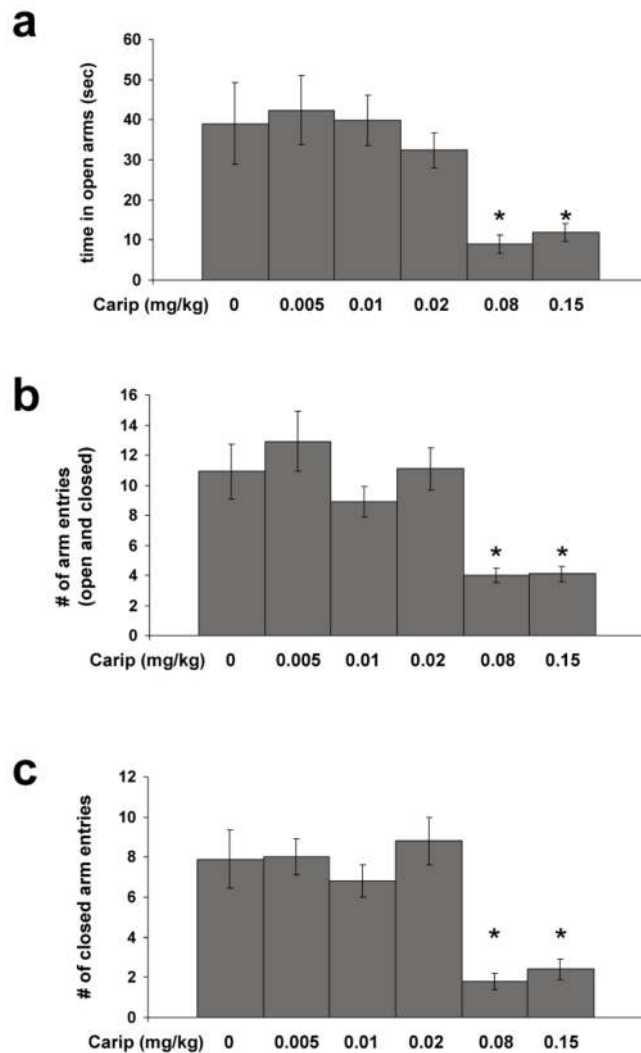 a
time in open arms (sec)
60
50
40
30
20
10
0
* *
Carip (mg/kg) 0 0.005 0.01 0.02 0.08 0.15
b
# of arm entries
(open and closed)
16
14
12
10
8
6
4
2
0
* *
Carip (mg/kg) 0 0.005 0.01 0.02 0.08 0.15
c
# of closed arm entries
12
10
8
6
4
2
0
* *
Carip (mg/kg) 0 0.005 0.01 0.02 0.08 0.15